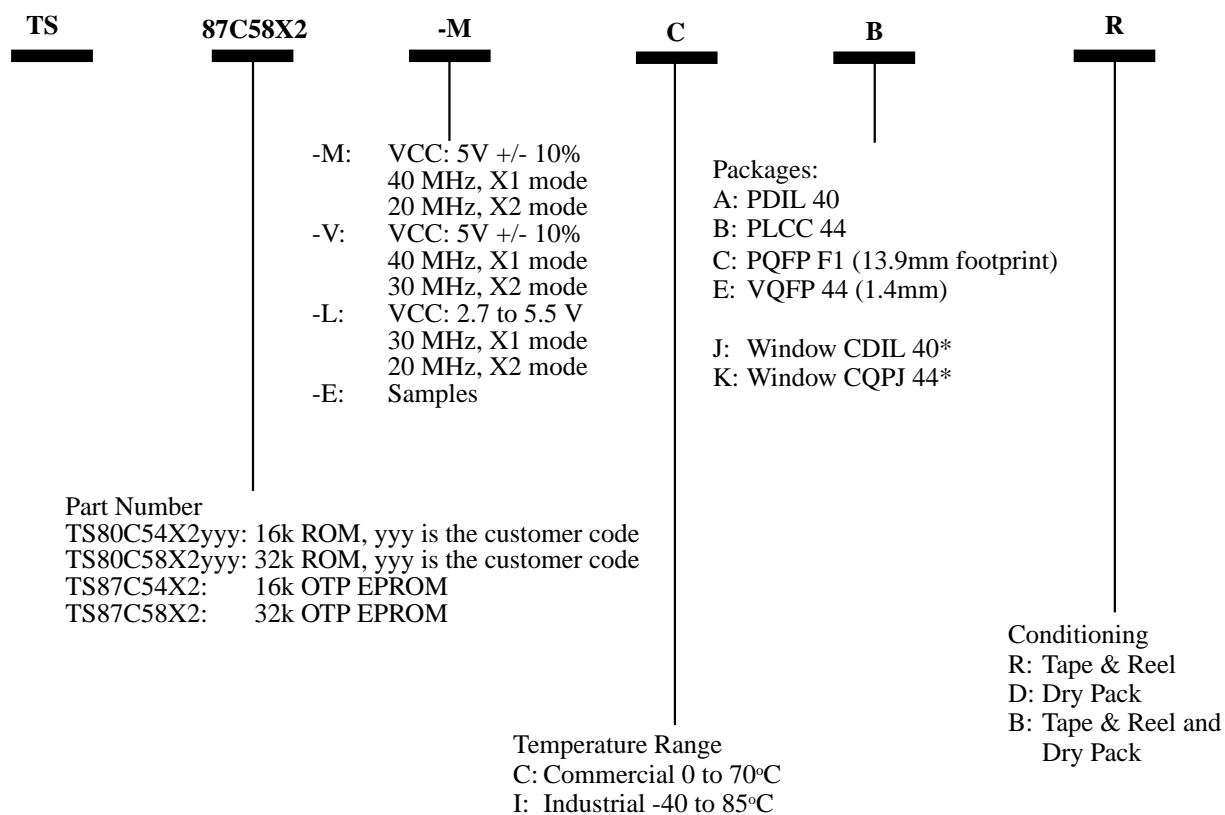 TS 87C58X2 -M C B R
-M: VCC: 5V +/- 10%
40 MHz, X1 mode
20 MHz, X2 mode
-V: VCC: 5V +/- 10%
40 MHz, X1 mode
30 MHz, X2 mode
-L: VCC: 2.7 to 5.5 V
30 MHz, X1 mode
20 MHz, X2 mode
-E: Samples
Packages:
A: PDIL 40
B: PLCC 44
C: PQFP F1 (13.9mm footprint)
E: VQFP 44 (1.4mm)
J: Window CDIL 40*
K: Window CQPJ 44*
Part Number
TS80C54X2yyy: 16k ROM, yyy is the customer code
TS80C58X2yyy: 32k ROM, yyy is the customer code
TS87C54X2: 16k OTP EPROM
TS87C58X2: 32k OTP EPROM
Conditioning
R: Tape & Reel
D: Dry Pack
B: Tape & Reel and
Dry Pack
Temperature Range
C: Commercial 0 to 70°C
I: Industrial -40 to 85°C